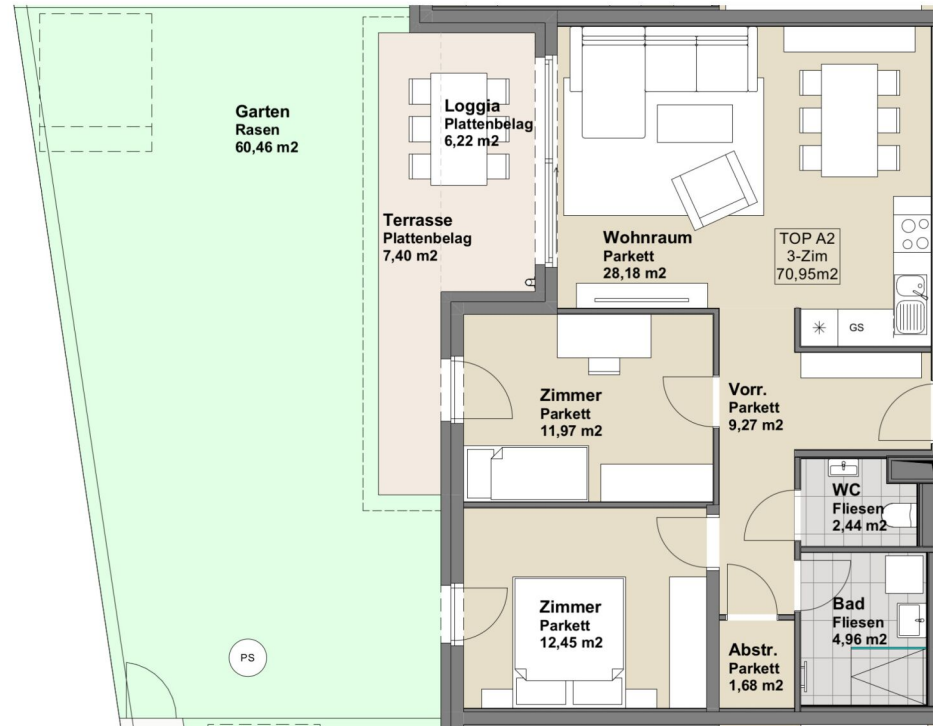 Garten
Rasen
60,46 m2
Loggia
Plattenbelag
6,22 m2
Terrasse
Plattenbelag
7,40 m2
Wohnraum
Parkett
28,18 m2
TOP A2
3-Zim
70,95m2
GS
Zimmer
Parkett
11,97 m2
Vorr.
Parkett
9,27 m2
WC
Fliesen
2,44 m2
Zimmer
Parkett
12,45 m2
Bad
Fliesen
4,96 m2
Abstr.
Parkett
1,68 m2
PS